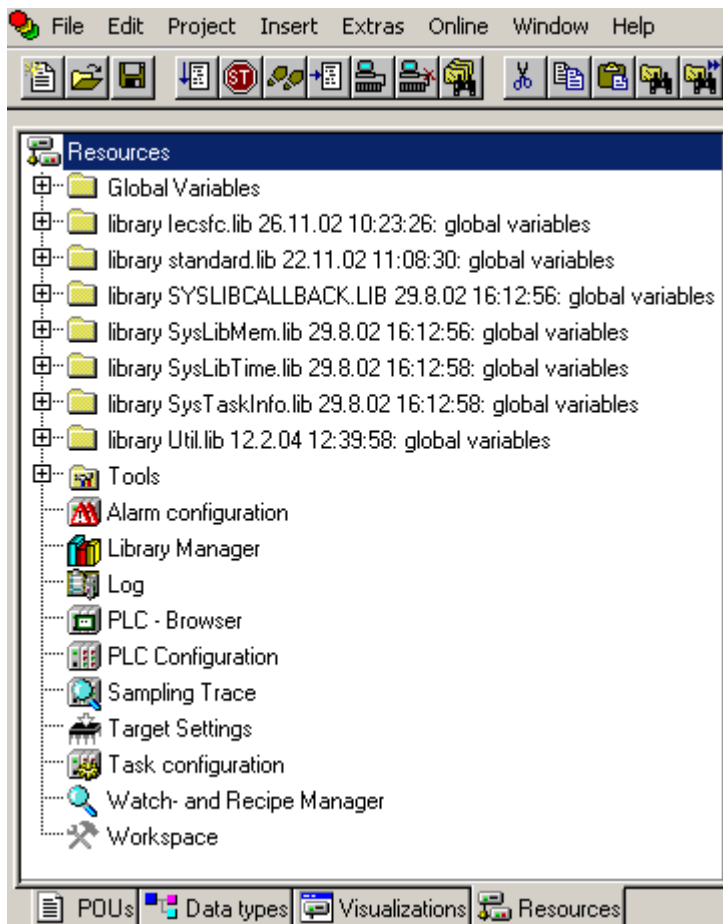 File Edit Project Insert Extras Online Window Help
ST
Resources
Global Variables
library Iecsfc.lib 26.11.02 10:23:26: global variables
library standard.lib 22.11.02 11:08:30: global variables
library SYSLIBCALLBACK.LIB 29.8.02 16:12:56: global variables
library SysLibMem.lib 29.8.02 16:12:56: global variables
library SysLibTime.lib 29.8.02 16:12:58: global variables
library SysTaskInfo.lib 29.8.02 16:12:58: global variables
library Util.lib 12.2.04 12:39:58: global variables
Tools
Alarm configuration
Library Manager
Log
PLC - Browser
PLC Configuration
Sampling Trace
Target Settings
Task configuration
Watch- and Recipe Manager
Workspace
POUs Data types Visualizations Resources